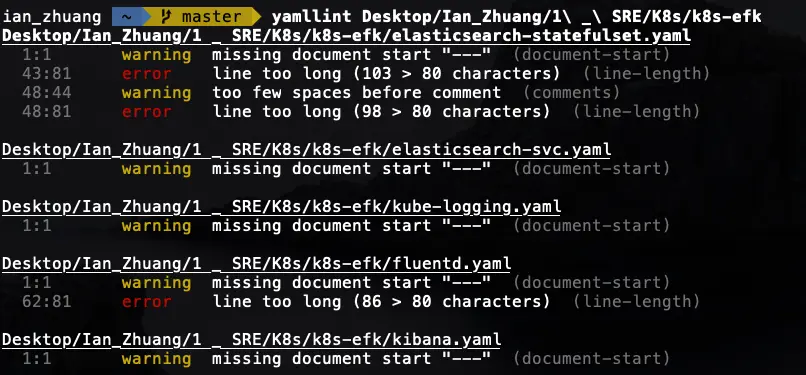 ian_zhuang ~ master yamllint Desktop/Ian_Zhuang/1\ _\ SRE/K8s/k8s-efk
Desktop/Ian_Zhuang/1 _ SRE/K8s/k8s-efk/elasticsearch-statefulset.yaml
1:1 warning missing document start "---" (document-start)
43:81 error line too long (103 > 80 characters) (line-length)
48:44 warning too few spaces before comment (comments)
48:81 error line too long (98 > 80 characters) (line-length)
Desktop/Ian_Zhuang/1 _ SRE/K8s/k8s-efk/elasticsearch-svc.yaml
1:1 warning missing document start "---" (document-start)
Desktop/Ian_Zhuang/1 _ SRE/K8s/k8s-efk/kube-logging.yaml
1:1 warning missing document start "---" (document-start)
Desktop/Ian_Zhuang/1 _ SRE/K8s/k8s-efk/fluentd.yaml
1:1 warning missing document start "---" (document-start)
62:81 error line too long (86 > 80 characters) (line-length)
Desktop/Ian_Zhuang/1 _ SRE/K8s/k8s-efk/kibana.yaml
1:1 warning missing document start "---" (document-start)